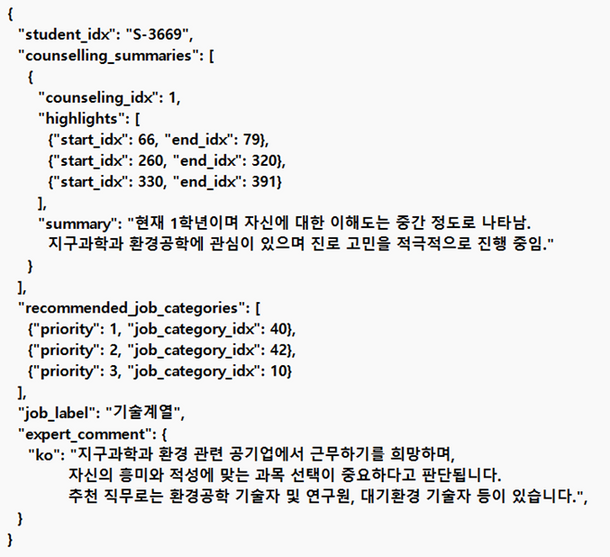 {
"student_idx": "S-3669",
"counselling_summaries": [
{
"counseling_idx": 1,
"highlights": [
{"start_idx": 66, "end_idx": 79},
{"start_idx": 260, "end_idx": 320},
{"start_idx": 330, "end_idx": 391}
],
"summary": "현재 1학년이며 자신에 대한 이해도는 중간 정도로 나타남.
지구과학과 환경공학에 관심이 있으며 진로 고민을 적극적으로 진행 중임."
}
],
"recommended_job_categories": [
{"priority": 1, "job_category_idx": 40},
{"priority": 2, "job_category_idx": 42},
{"priority": 3, "job_category_idx": 10}
],
"job_label": "기술계열",
"expert_comment": {
"ko": "지구과학과 환경 관련 공기업에서 근무하기를 희망하며,
자신의 흥미와 적성에 맞는 과목 선택이 중요하다고 판단됩니다.
추천 직무로는 환경공학 기술자 및 연구원, 대기환경 기술자 등이 있습니다.",
}
}